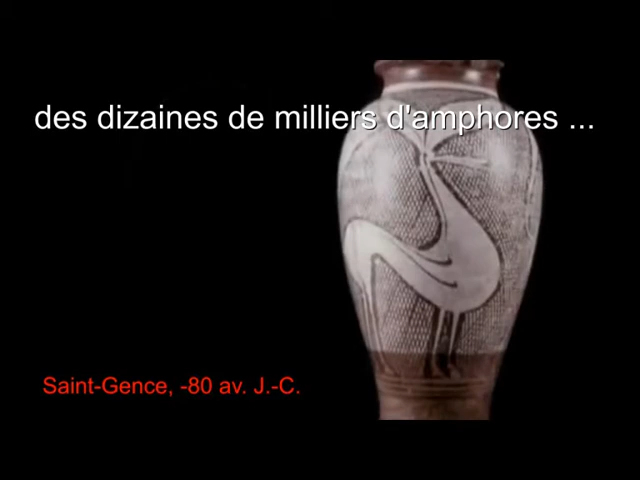 des dizaines de milliers d'amphores ...
Saint-Gence, -80 av. J.-C.